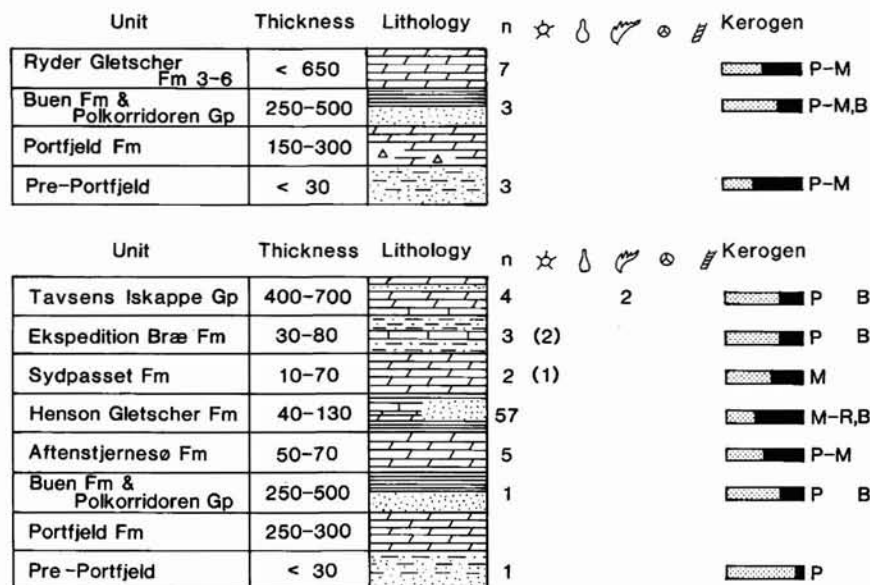 Unit Thickness Lithology n Kerogen
Ryder Gletscher
Fm 3-6 < 650 7 P-M
Buen Fm &
Polkorridoren Gp 250-500 3 P-M,B
Portfjeld Fm 150-300
Pre-Portfjeld < 30 3 P-M
Unit Thickness Lithology n Kerogen
Tavsens Iskappe Gp 400-700 4 2 P B
Ekspedition Bræ Fm 30-80 3 (2) P B
Sydpasset Fm 10-70 2 (1) M
Henson Gletscher Fm 40-130 57 M-R,B
Aftenstjernesø Fm 50-70 5 P-M
Buen Fm &
Polkorridoren Gp 250-500 1 P B
Portfjeld Fm 250-300
Pre-Portfjeld < 30 1 P